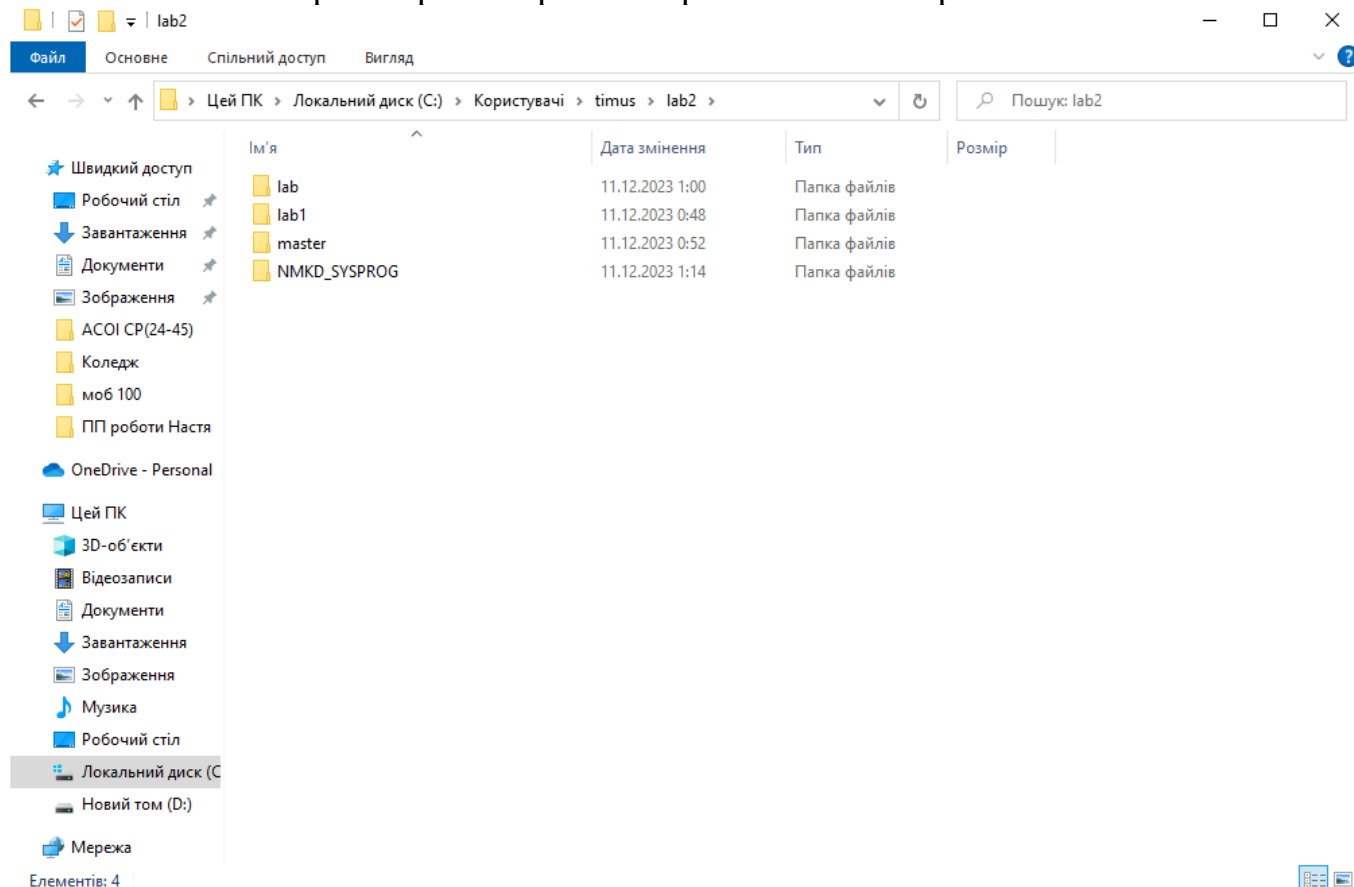 lab2
Файл Основне Спільний доступ Вигляд
Цей ПК › Локальний диск (C:) › Користувачі › timus › lab2 ›
Пошук: lab2
Ім'я Дата змінення Тип Розмір
lab 11.12.2023 1:00 Папка файлів
lab1 11.12.2023 0:48 Папка файлів
master 11.12.2023 0:52 Папка файлів
NMKD_SYSPROG 11.12.2023 1:14 Папка файлів
Швидкий доступ
Робочий стіл
Завантаження
Документи
Зображення
ACOI CP(24-45)
Коледж
моб 100
ПП роботи Настя
OneDrive - Personal
Цей ПК
3D-об'єкти
Відеозаписи
Документи
Завантаження
Зображення
Музика
Робочий стіл
Локальний диск (C
Новий том (D:)
Мережа
Елементів: 4